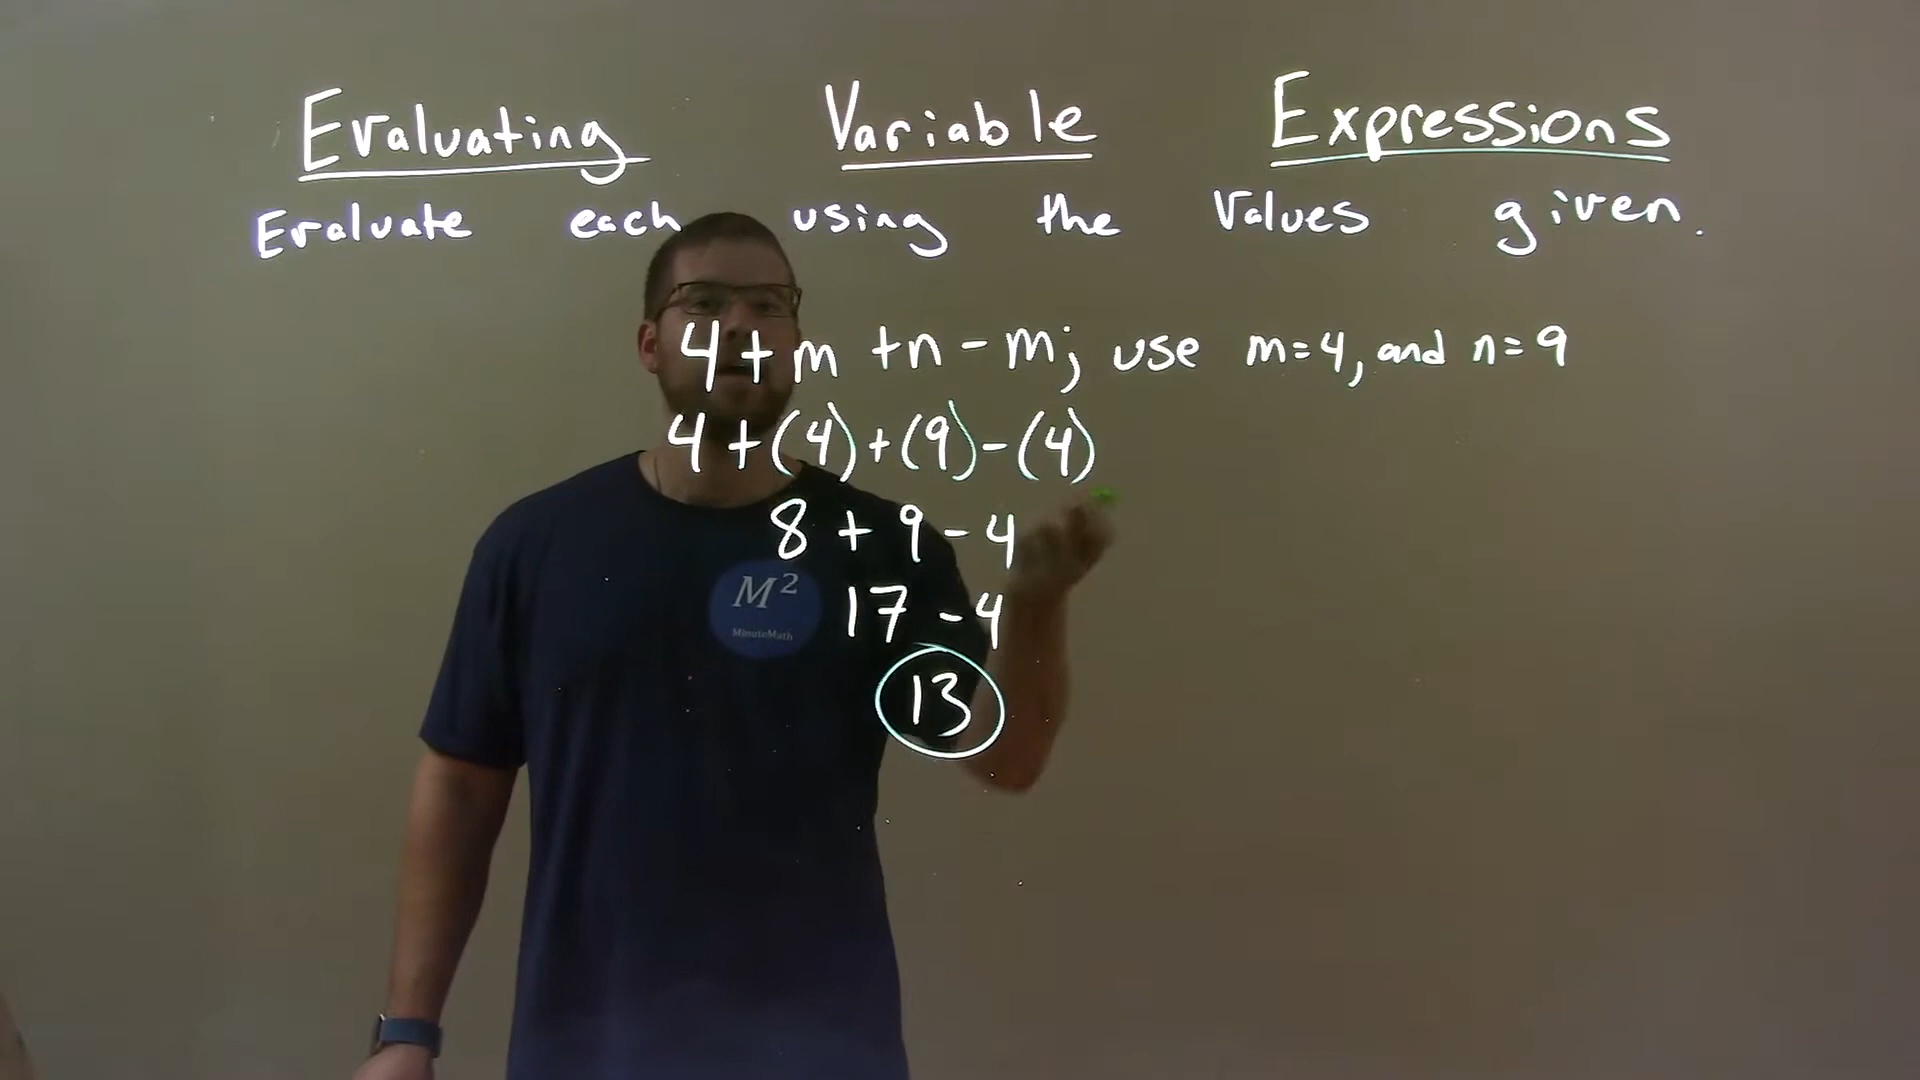 Evaluating Variable Expressions
Evaluate each using the values given.
4 + m + n - m; use m=4, and n=9
4 + (4) + (9) - (4)
8 + 9 - 4
M²
MinuteMath
17 - 4
13